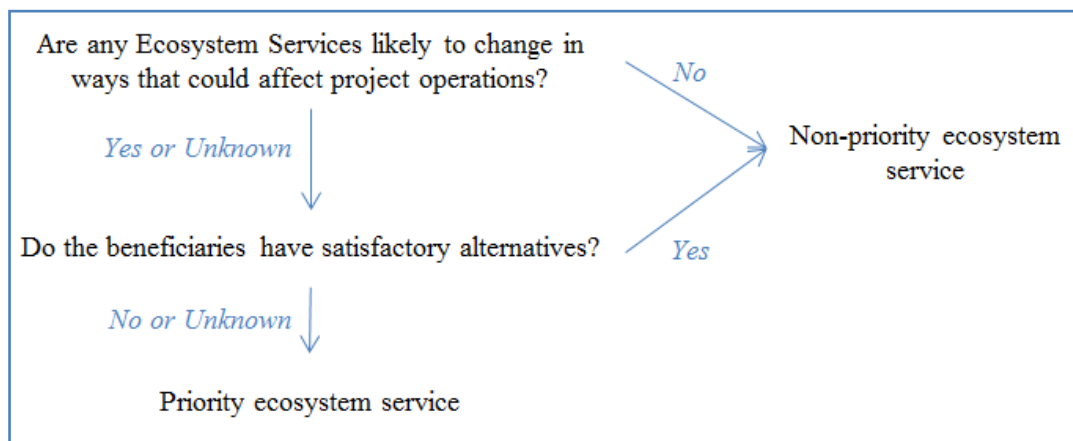 Are any Ecosystem Services likely to change in
ways that could affect project operations?
No
Yes or Unknown
Non-priority ecosystem
service
Do the beneficiaries have satisfactory alternatives?
Yes
No or Unknown
Priority ecosystem service